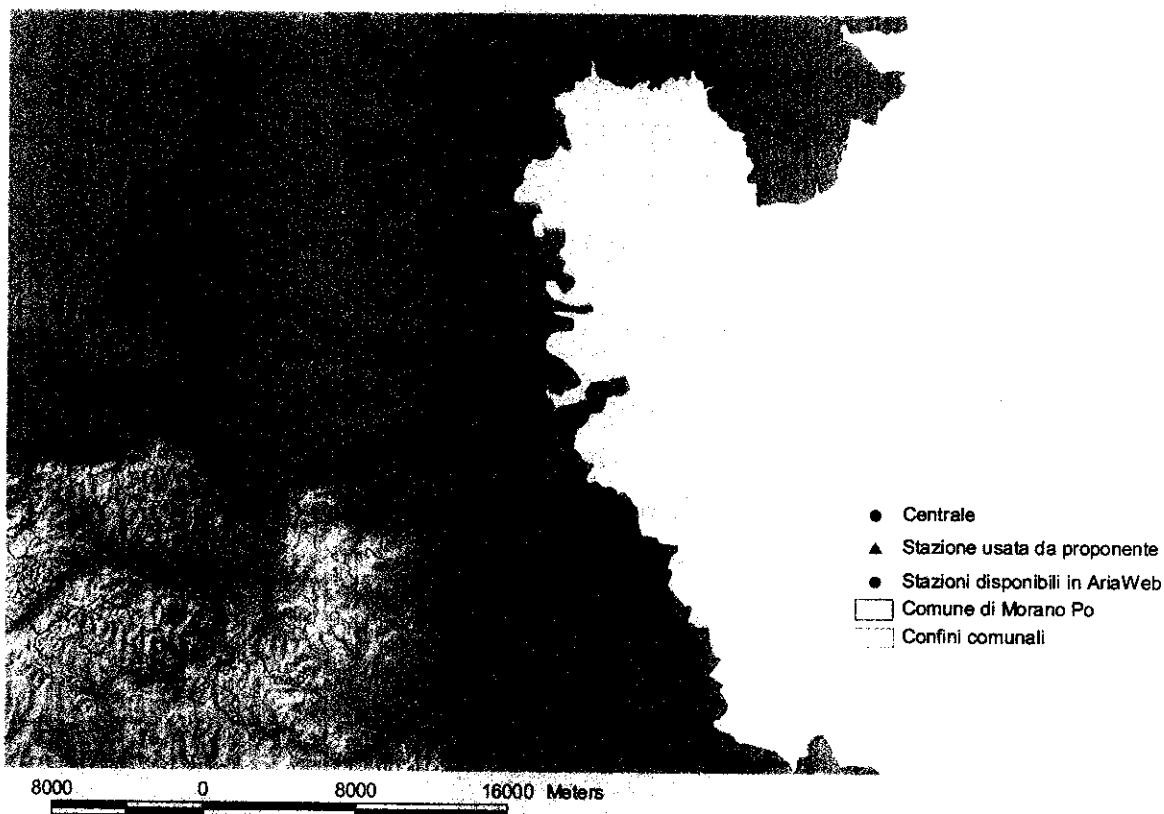 Centrale
Stazione usata da proponente
Stazioni disponibili in AriaWeb
Comune di Morano Po
Confini comunali
8000 0 8000 16000 Meters